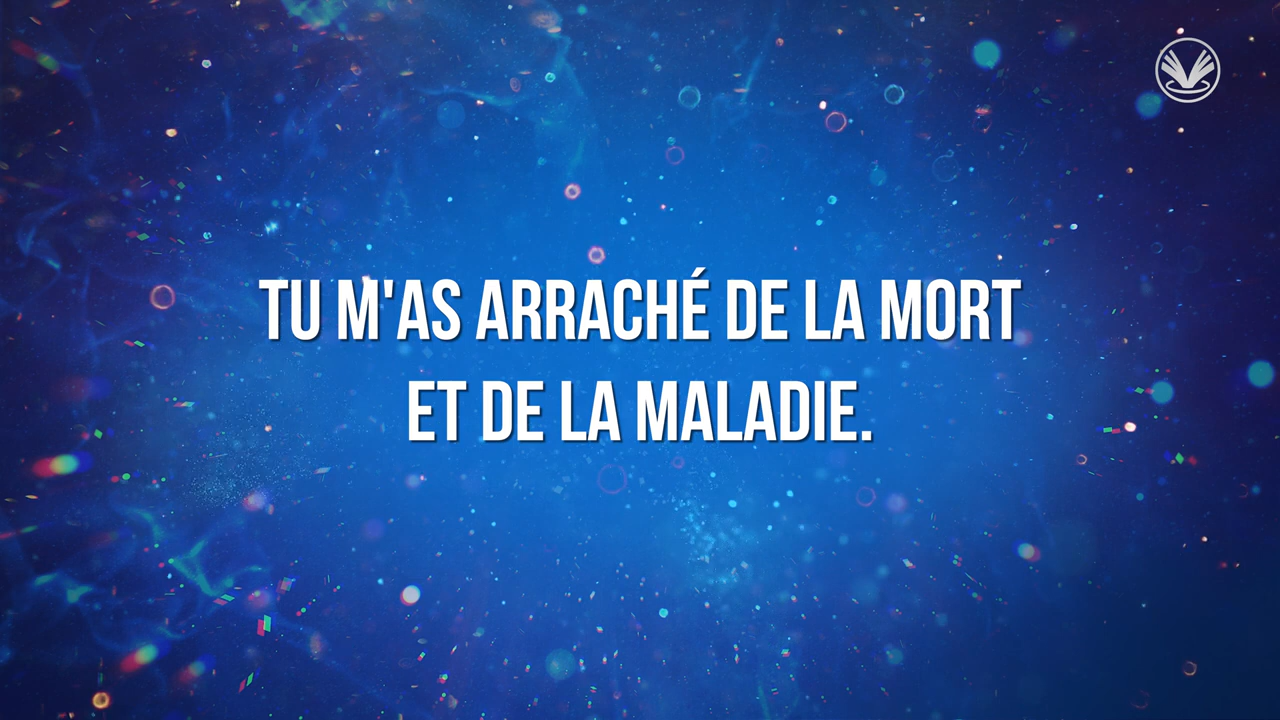 TU M'AS ARRACHÉ DE LA MORT
ET DE LA MALADIE.